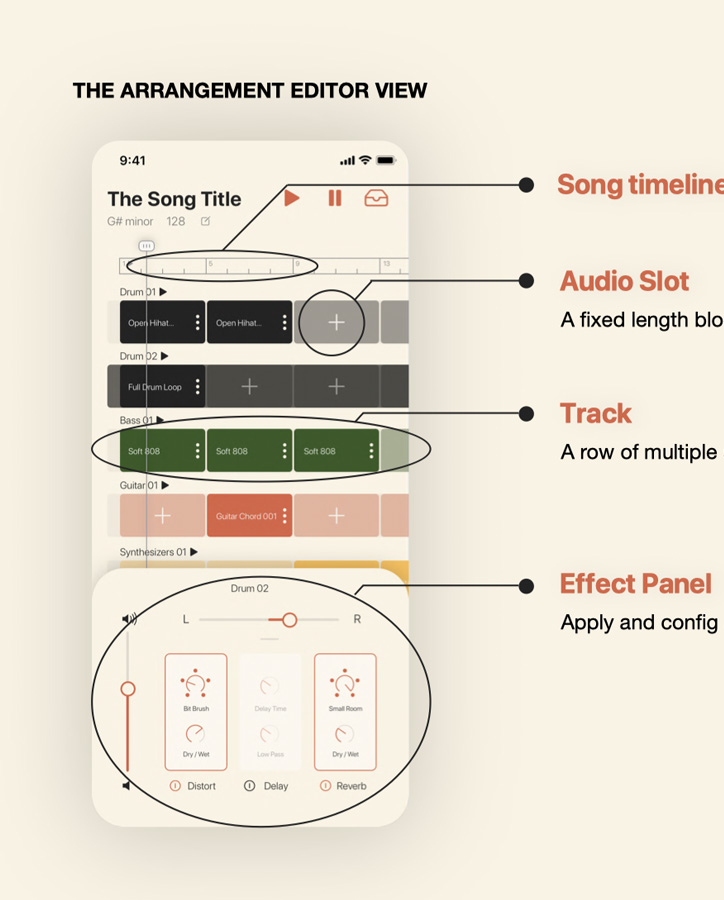 THE ARRANGEMENT EDITOR VIEW
9:41
The Song Title
G# minor 128
5 9 13
Drum 01
Open Hihat... Open Hihat...
Drum 02
Full Drum Loop
Bass 01
Soft 808 Soft 808 Soft 808
Guitar 01
Guitar Chord 001
Synthesizers 01
Drum 02
L R
Bit Brush Delay Time Small Room
Dry / Wet Low Pass Dry / Wet
Distort Delay Reverb
Song timeline
Audio Slot
A fixed length blo
Track
A row of multiple
Effect Panel
Apply and config